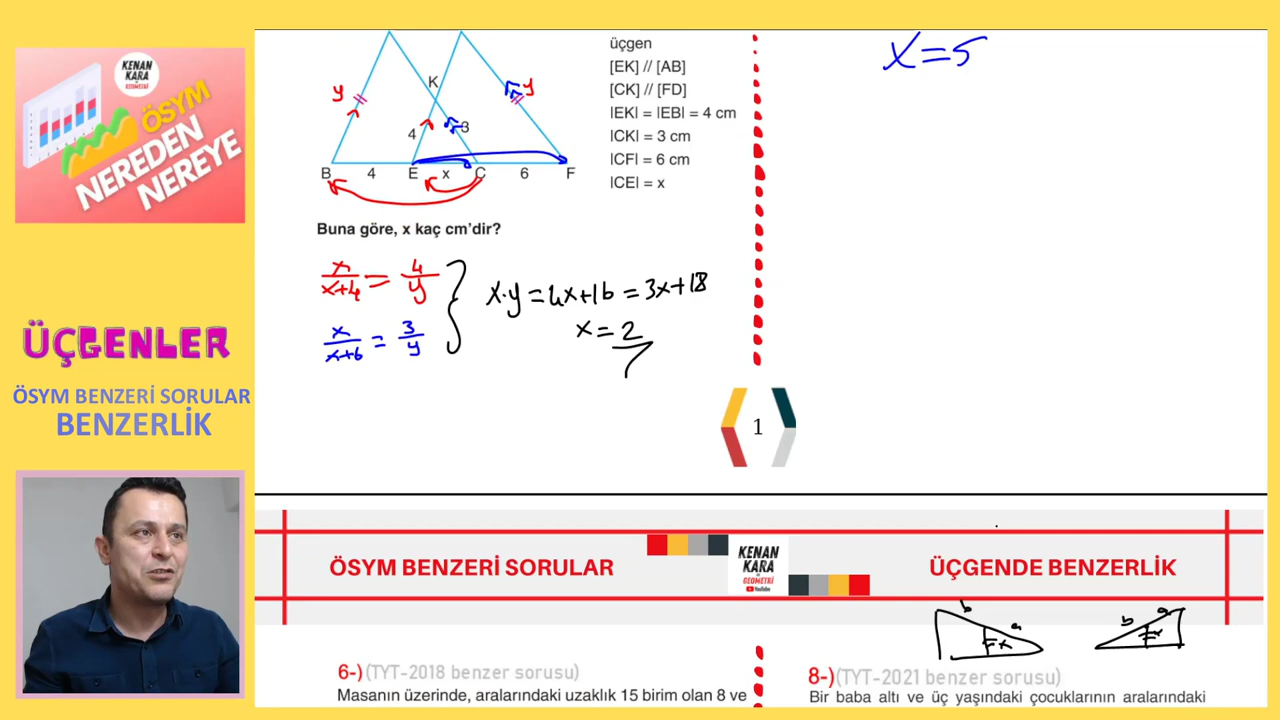 KENAN
KARA
ile
GEOMETRİ
ÖSYM
NEREDEN
NEREYE
ÜÇGENLER
ÖSYM BENZERİ SORULAR
BENZERLİK
y
K
y
4
3
B 4 E x C 6 F
üçgen
[EK] // [AB]
[CK] // [FD]
|EK| = |EB| = 4 cm
|CK| = 3 cm
|CF| = 6 cm
|CE| = x
x=5
Buna göre, x kaç cm'dir?
x/x+4 = 4/y
x/x+6 = 3/y
x.y = 4x+16 = 3x+18
x = 2
1
ÖSYM BENZERİ SORULAR
KENAN
KARA
ile
GEOMETRİ
YouTube
ÜÇGENDE BENZERLİK
b a x
b a x
6-) (TYT-2018 benzer sorusu)
Masanın üzerinde, aralarındaki uzaklık 15 birim olan 8 ve
8-) (TYT-2021 benzer sorusu)
Bir baba altı ve üç yaşındaki çocuklarının aralarındaki